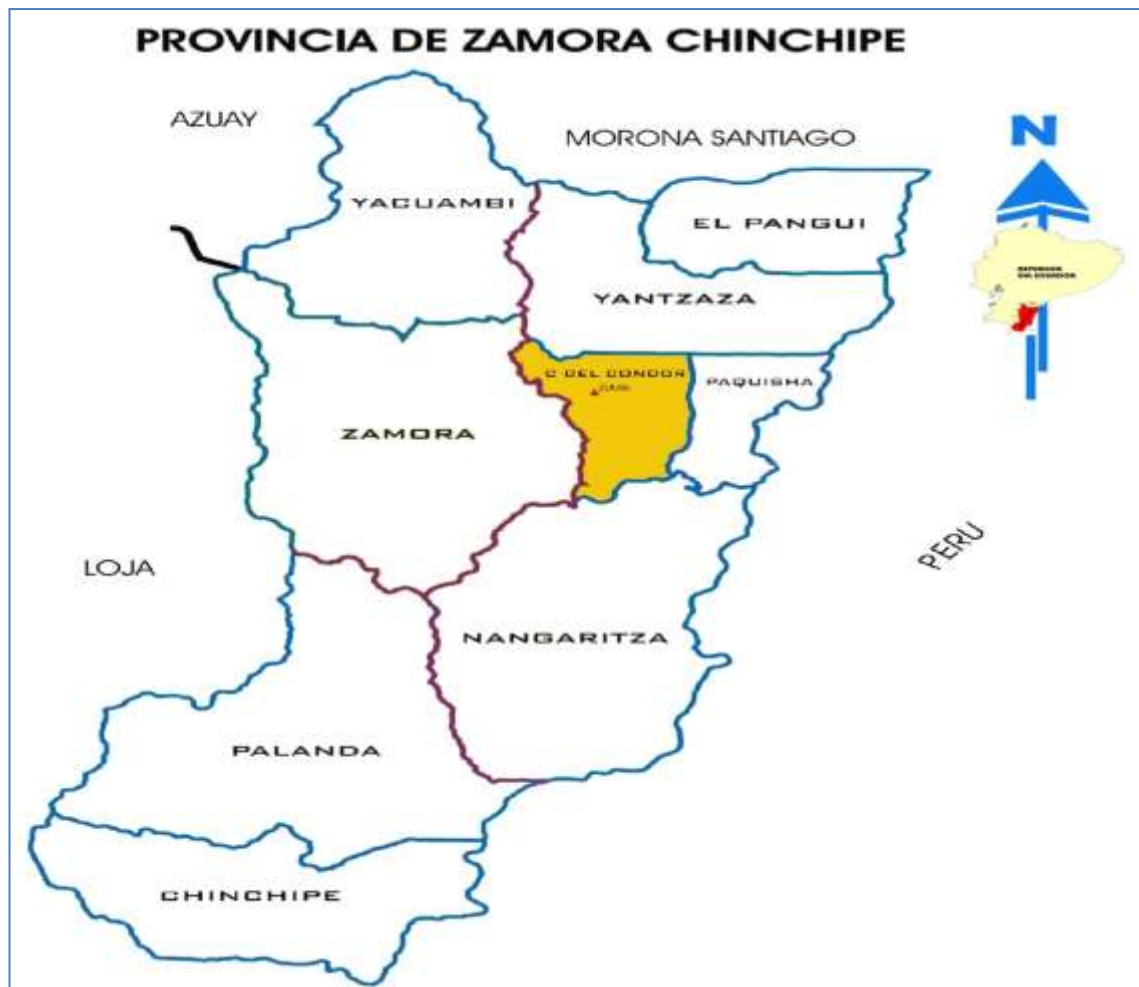 PROVINCIA DE ZAMORA CHINCHIPE
AZUAY
MORONA SANTIAGO
N
YACUAMBI
EL PANGUI
YANTZAZA
C DEL CONDOR
PAQUISHA
ZAMORA
LOJA
PERU
NANGARITZA
PALANDA
CHINCHIPE